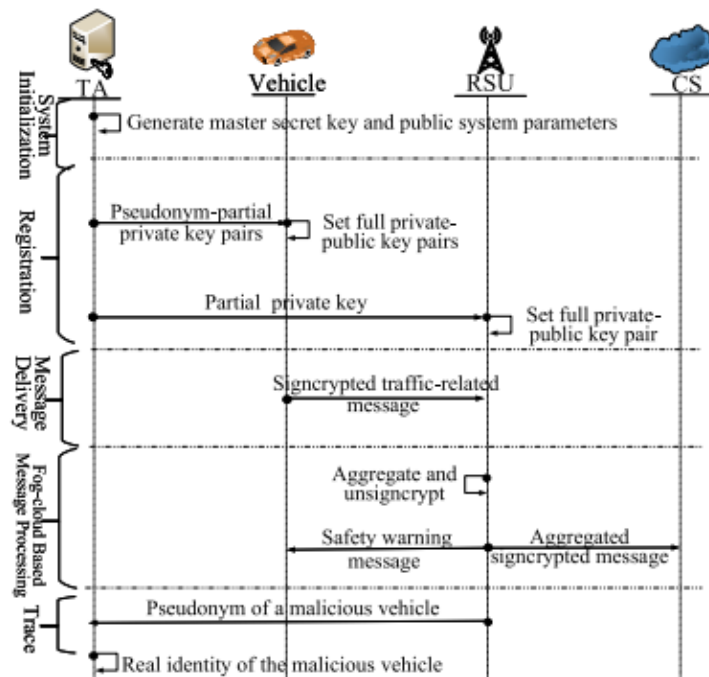 TA
Vehicle
RSU
CS
System
Initialization
Generate master secret key and public system parameters
Registration
Pseudonym-partial
private key pairs
Set full private-
public key pairs
Partial private key
Set full private-
public key pair
Message
Delivery
Signcrypted traffic-related
message
Fog-cloud Based
Message Processing
Aggregate and
unsigncrypt
Safety warning
message
Aggregated
signcrypted message
Trace
Pseudonym of a malicious vehicle
Real identity of the malicious vehicle